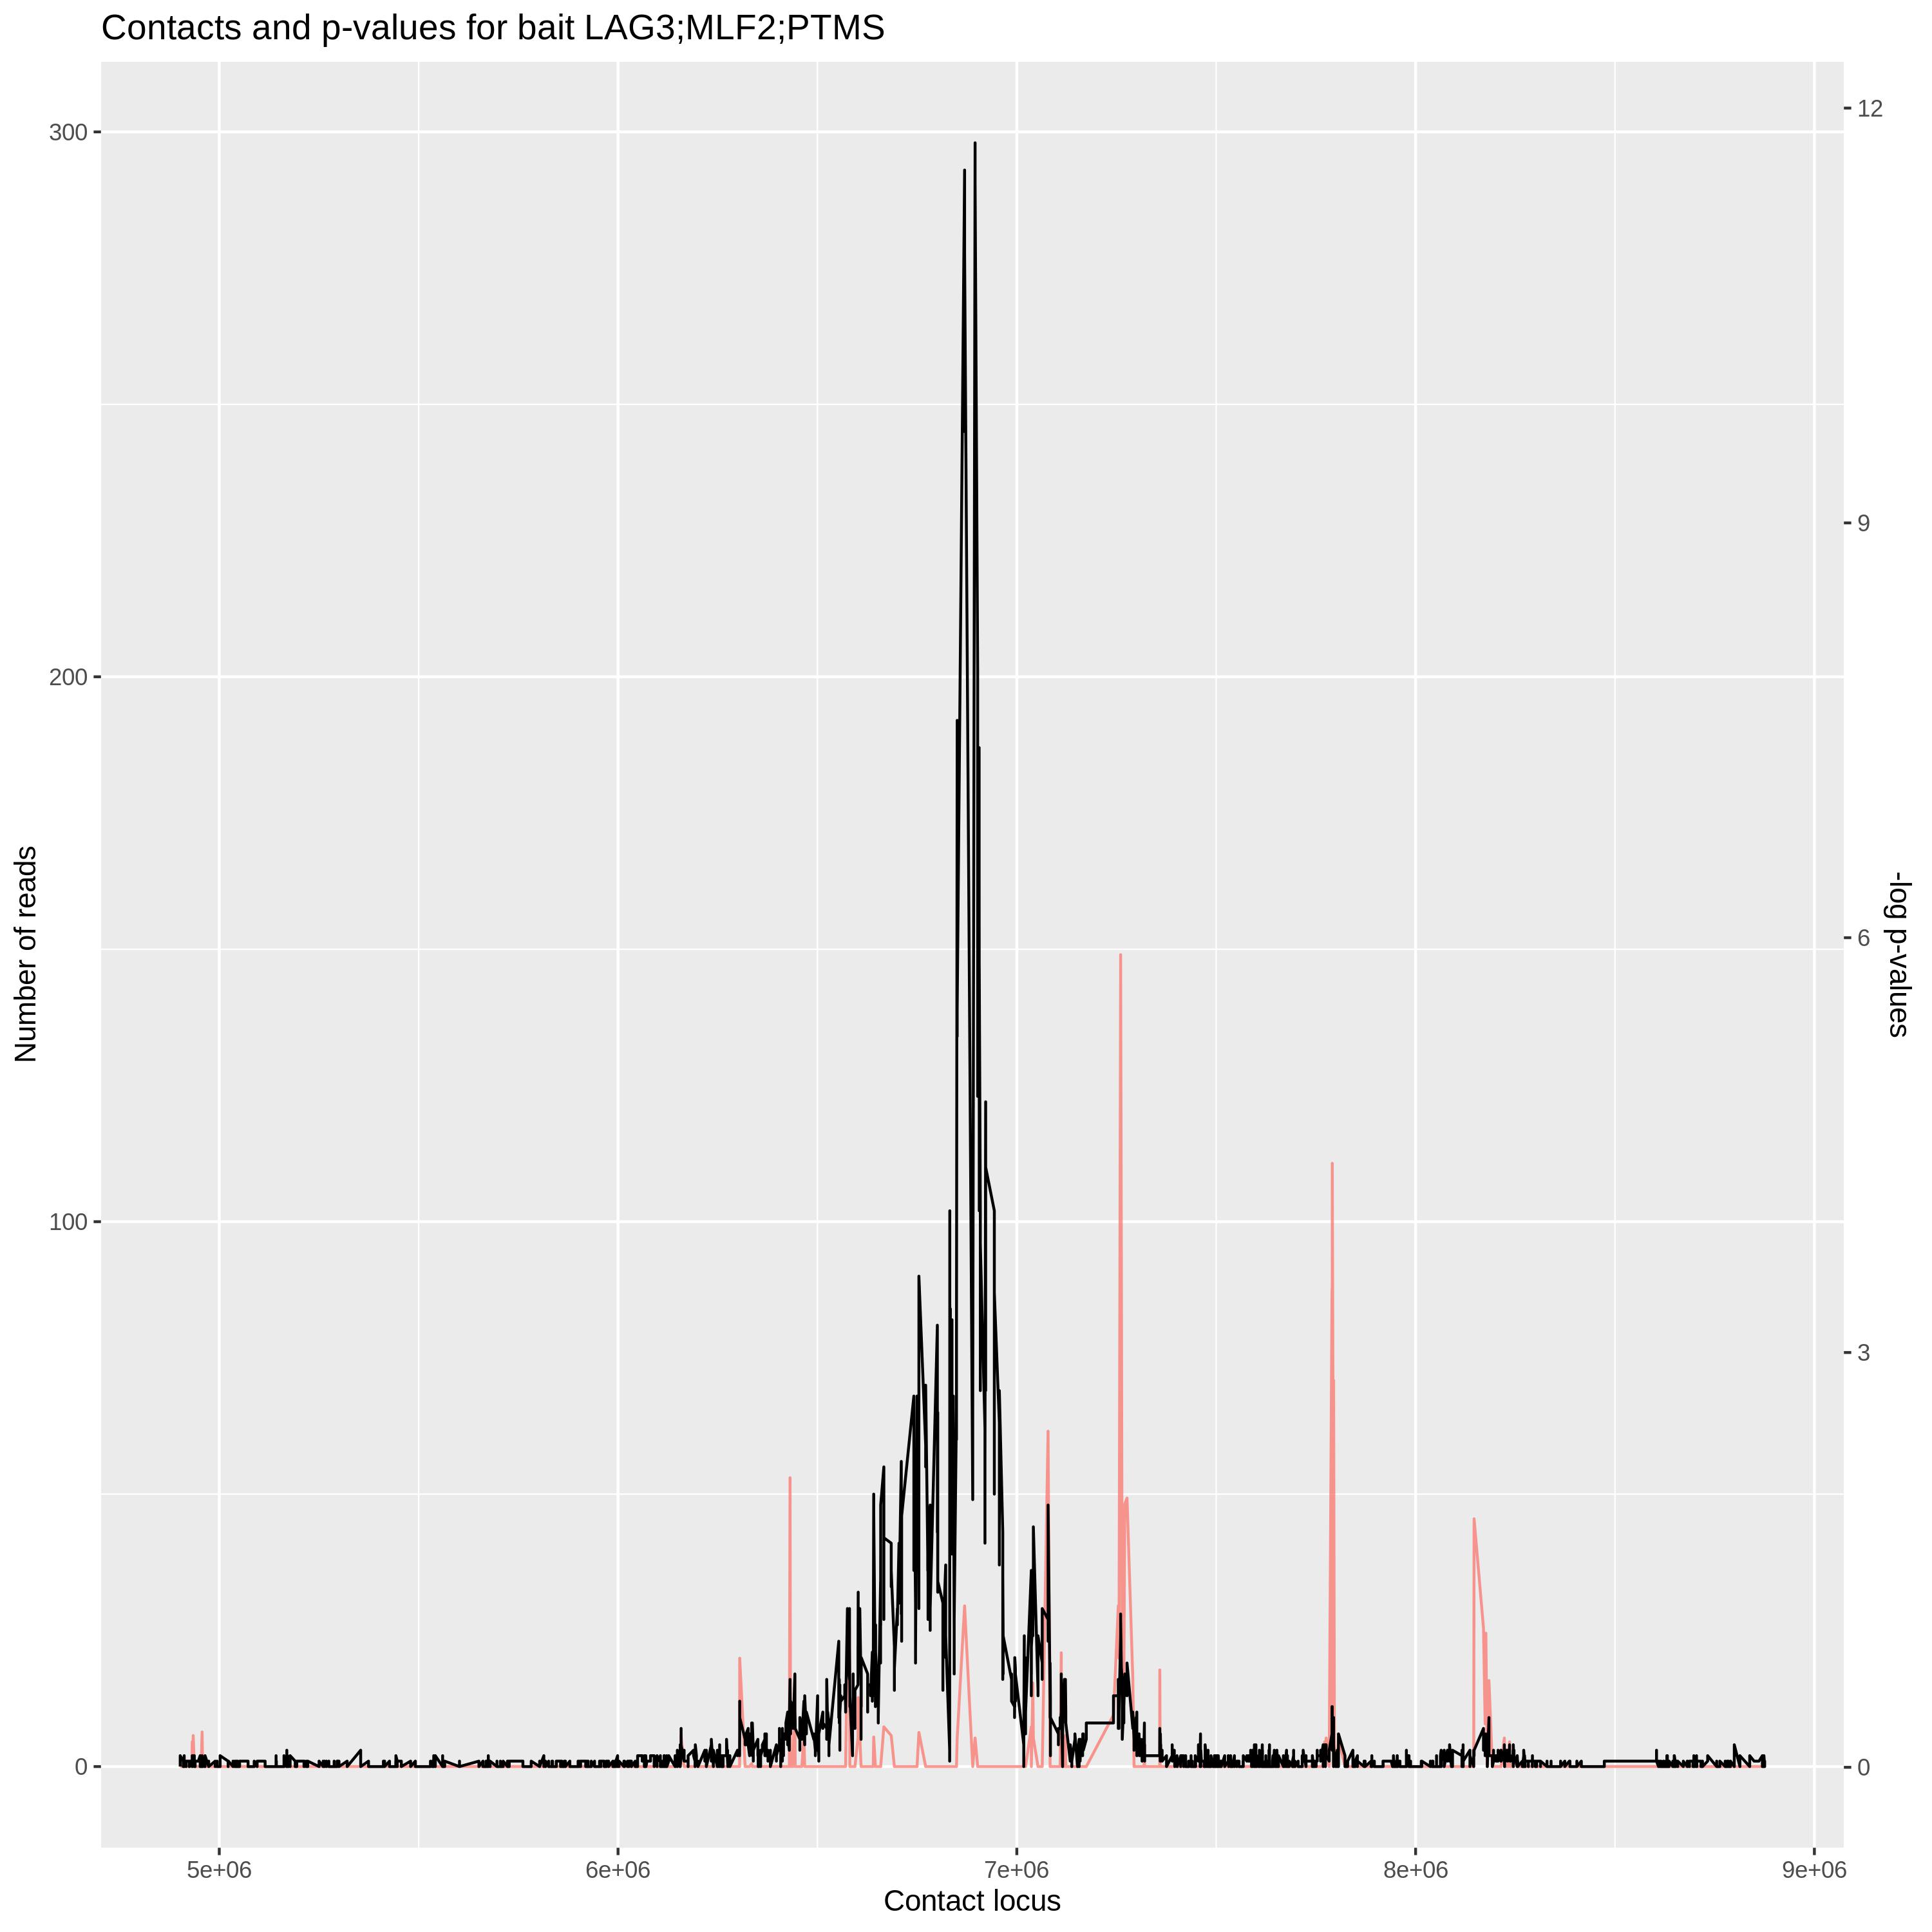 Contacts and p-values for bait LAG3;MLF2;PTMS
300
200
100
0
Number of reads
12
9
6
3
0
-log p-values
5e+06
6e+06
7e+06
8e+06
9e+06
Contact locus